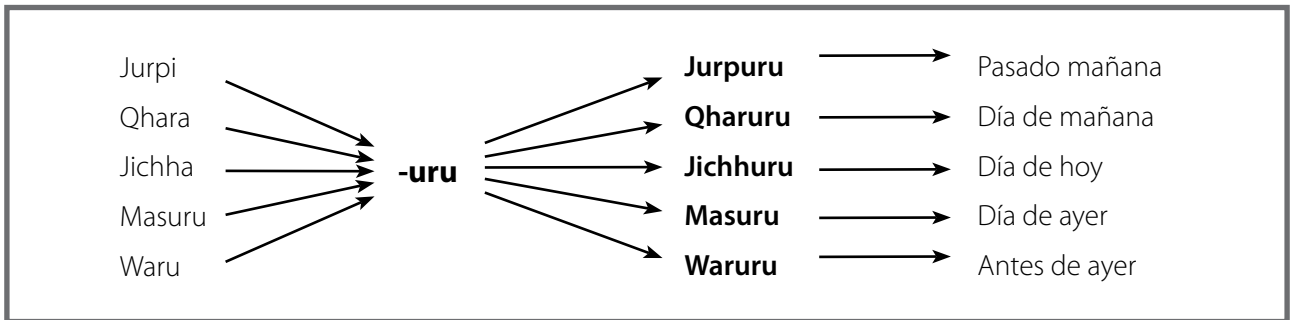 Jurpi Jurpuru Pasado mañana
Qhara Qharuru Día de mañana
Jichha -uru Jichhuru Día de hoy
Masuru Masuru Día de ayer
Waru Waruru Antes de ayer